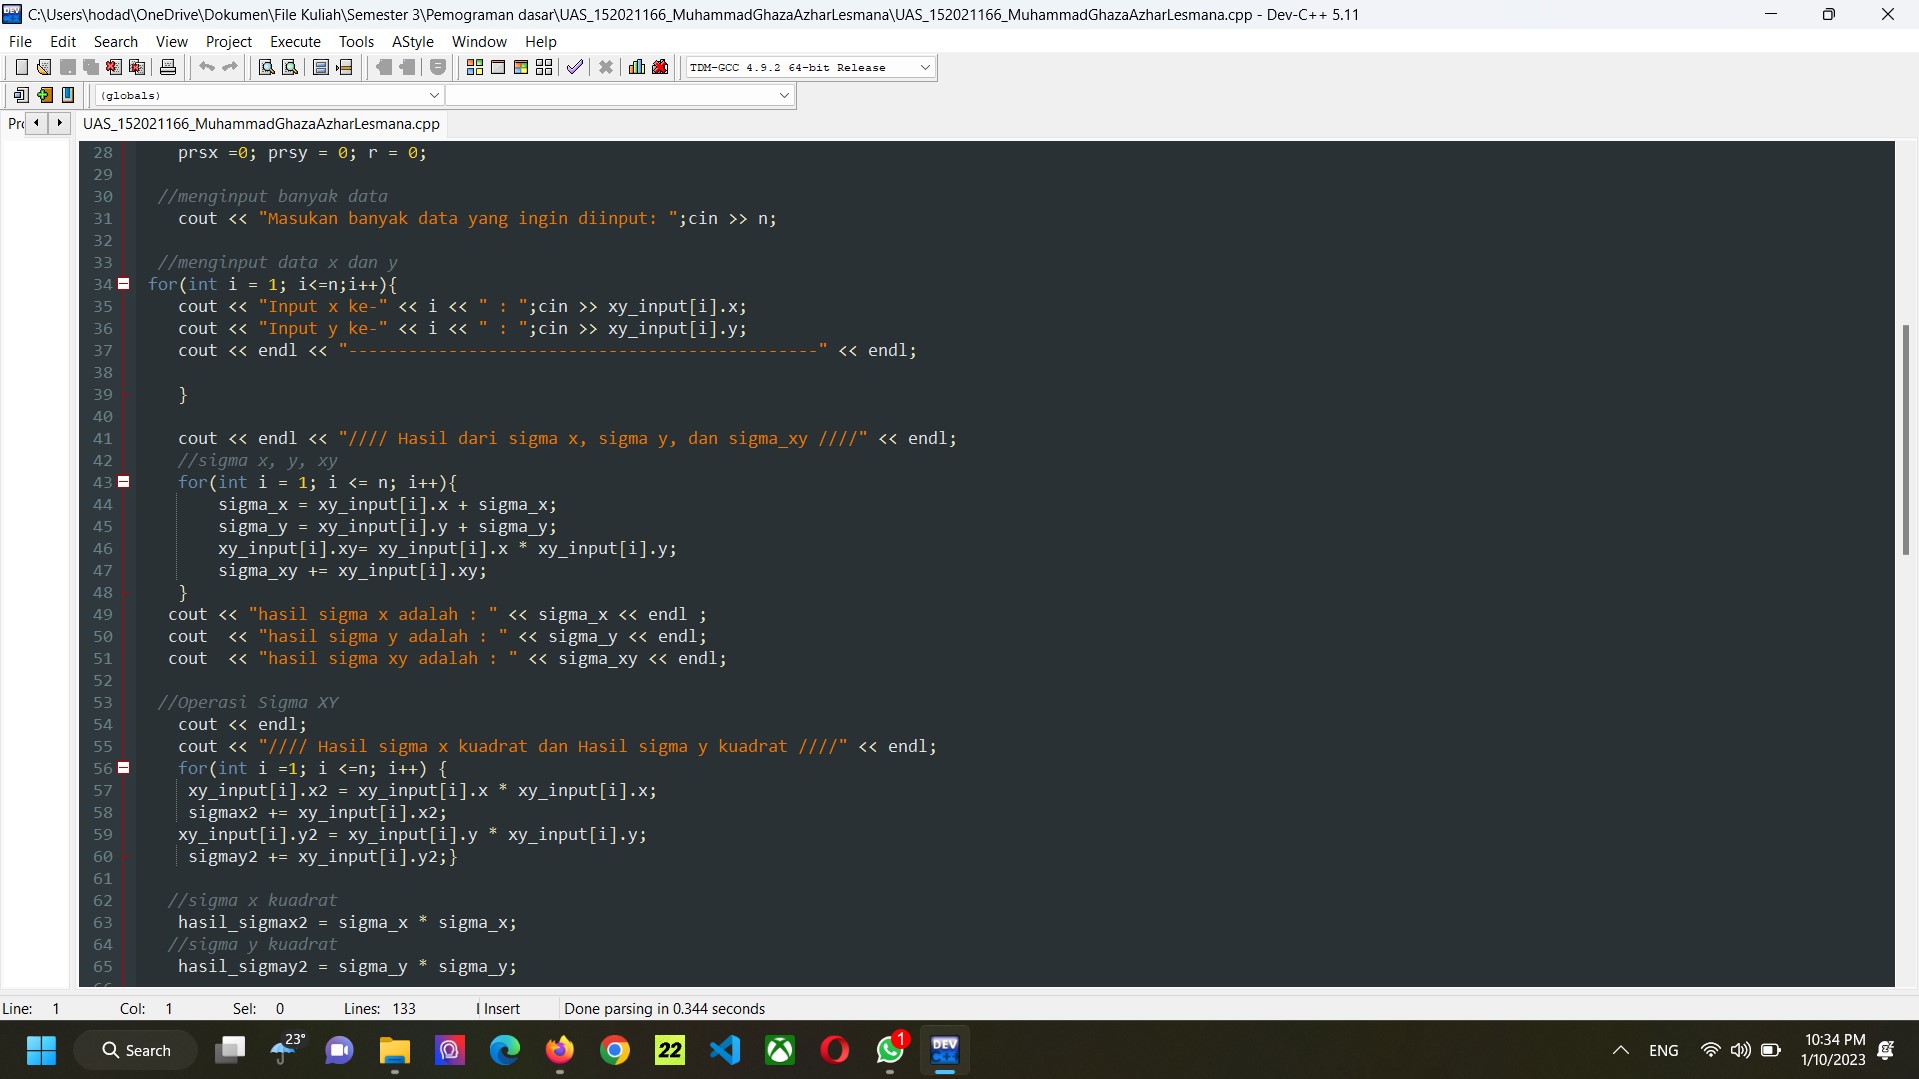 C:\Users\hodad\OneDrive\Dokumen\File Kuliah\Semester 3\Pemograman dasar\UAS_152021166_MuhammadGhazaAzharLesmana\UAS_152021166_MuhammadGhazaAzharLesmana.cpp - Dev-C++ 5.11
File Edit Search View Project Execute Tools AStyle Window Help
TDM-GCC 4.9.2 64-bit Release
(globals)
UAS_152021166_MuhammadGhazaAzharLesmana.cpp
28 prsx =0; prsy = 0; r = 0;
29
30 //menginput banyak data
31 cout << "Masukan banyak data yang ingin diinput: ";cin >> n;
32
33 //menginput data x dan y
34 for(int i = 1; i<=n;i++){
35 cout << "Input x ke-" << i << " : ";cin >> xy_input[i].x;
36 cout << "Input y ke-" << i << " : ";cin >> xy_input[i].y;
37 cout << endl << "-----------------------------------------------" << endl;
38
39 }
40
41 cout << endl << "//// Hasil dari sigma x, sigma y, dan sigma_xy ////" << endl;
42 //sigma x, y, xy
43 for(int i = 1; i <= n; i++){
44 sigma_x = xy_input[i].x + sigma_x;
45 sigma_y = xy_input[i].y + sigma_y;
46 xy_input[i].xy= xy_input[i].x * xy_input[i].y;
47 sigma_xy += xy_input[i].xy;
48 }
49 cout << "hasil sigma x adalah : " << sigma_x << endl ;
50 cout  << "hasil sigma y adalah : " << sigma_y << endl;
51 cout  << "hasil sigma xy adalah : " << sigma_xy << endl;
52
53 //Operasi Sigma XY
54 cout << endl;
55 cout << "//// Hasil sigma x kuadrat dan Hasil sigma y kuadrat ////" << endl;
56 for(int i =1; i <=n; i++) {
57 xy_input[i].x2 = xy_input[i].x * xy_input[i].x;
58 sigmax2 += xy_input[i].x2;
59 xy_input[i].y2 = xy_input[i].y * xy_input[i].y;
60 sigmay2 += xy_input[i].y2;}
61
62 //sigma x kuadrat
63 hasil_sigmax2 = sigma_x * sigma_x;
64 //sigma y kuadrat
65 hasil_sigmay2 = sigma_y * sigma_y;
Line: 1 Col: 1 Sel: 0 Lines: 133 Insert Done parsing in 0.344 seconds
Search 23° 22 1 DEV ENG 10:34 PM
1/10/2023